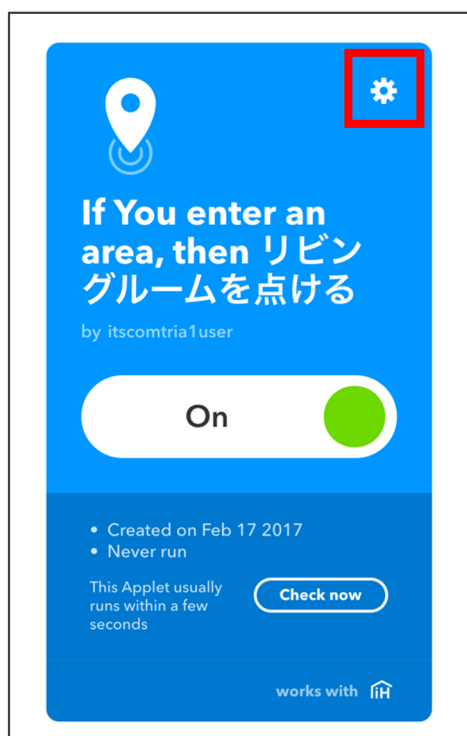 If You enter an
area, then リビン
グルームを点ける
by itscomtria1user
On
• Created on Feb 17 2017
• Never run
This Applet usually
runs within a few
seconds
Check now
works with iH